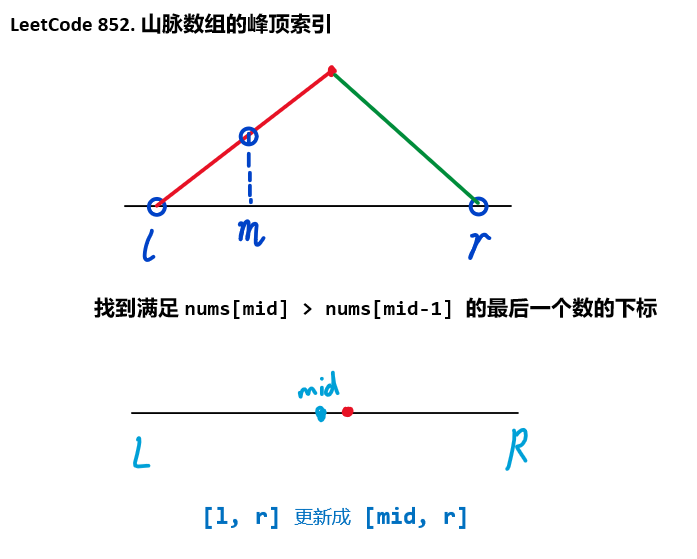 LeetCode 852. 山脉数组的峰顶索引
l m r
找到满足 nums[mid] > nums[mid-1] 的最后一个数的下标
mid
L R
[l, r] 更新成 [mid, r]